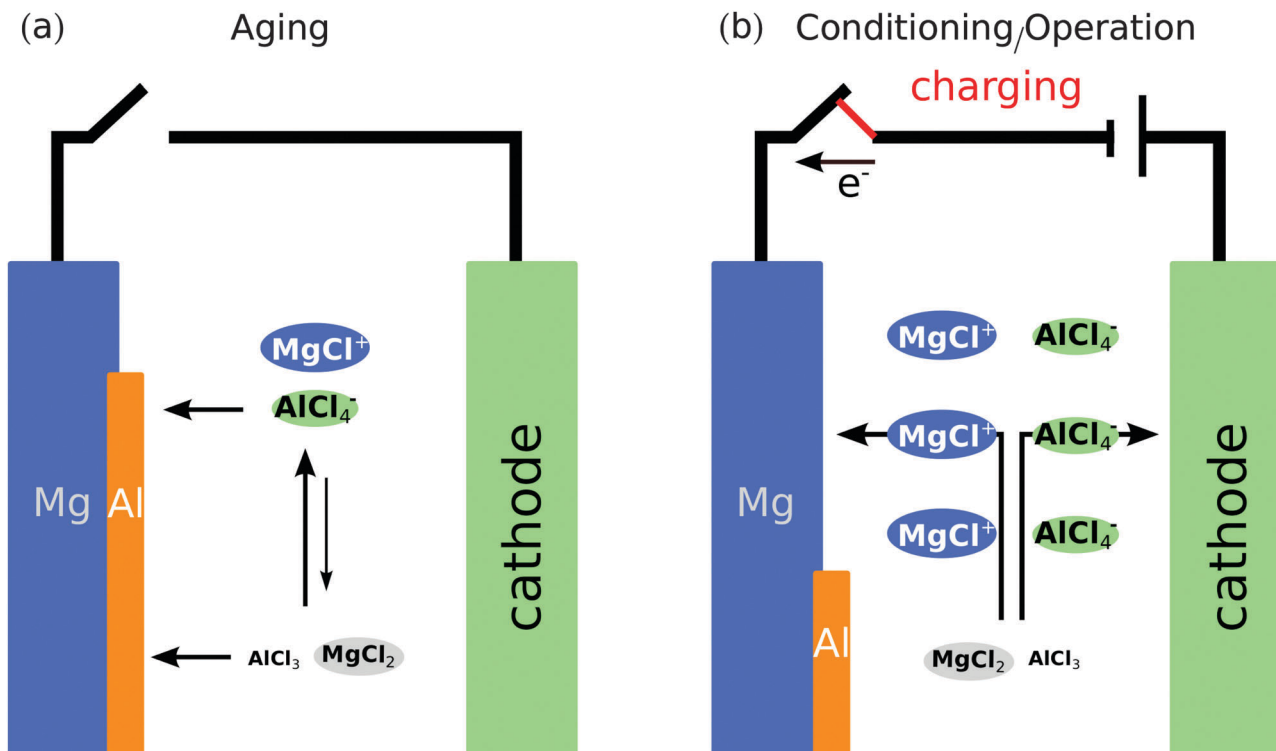 (a) Aging
MgCl⁺
AlCl₄⁻
Mg
Al
AlCl₃
MgCl₂
cathode
(b) Conditioning/Operation
charging
e⁻
MgCl⁺ AlCl₄⁻
MgCl⁺ AlCl₄⁻
Mg
MgCl⁺ AlCl₄⁻
Al
MgCl₂ AlCl₃
cathode